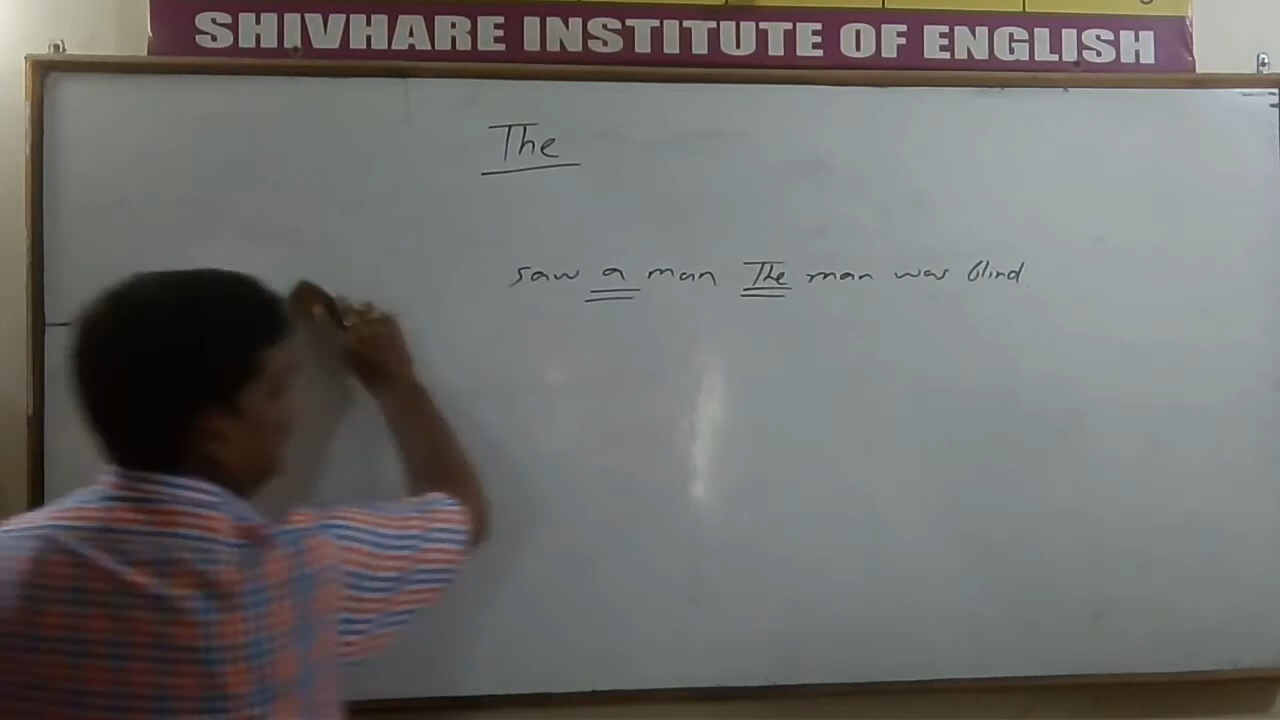 SHIVHARE INSTITUTE OF ENGLISH
The
saw a man The man was blind